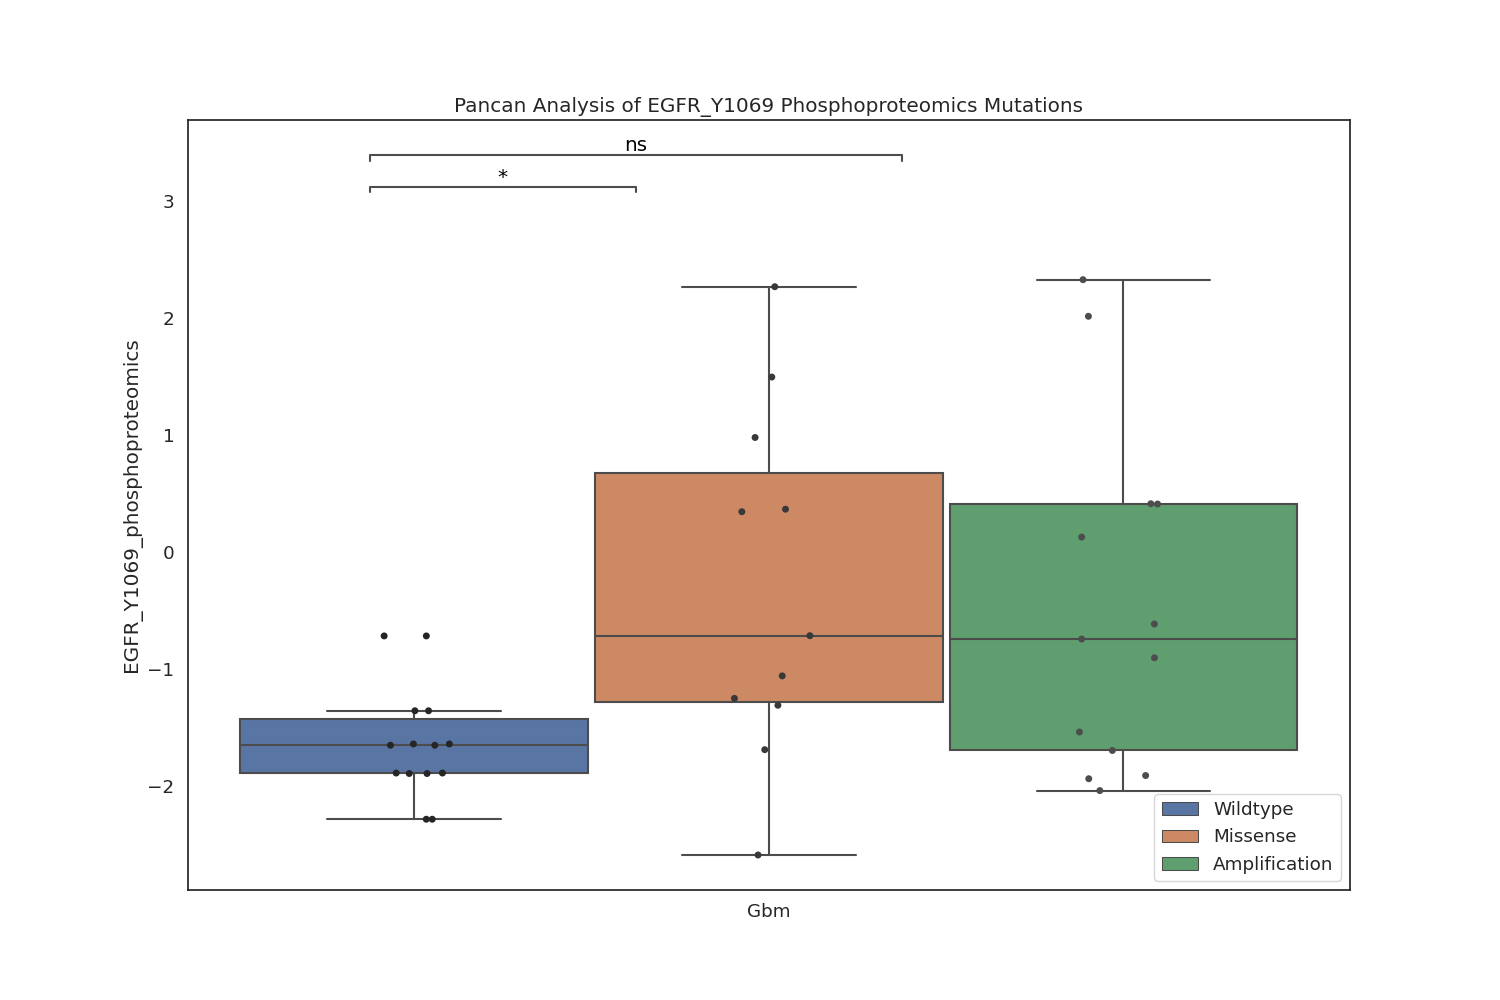 Pancan Analysis of EGFR_Y1069 Phosphoproteomics Mutations
ns
*
3
2
1
0
−1
−2
EGFR_Y1069_phosphoproteomics
Wildtype
Missense
Amplification
Gbm